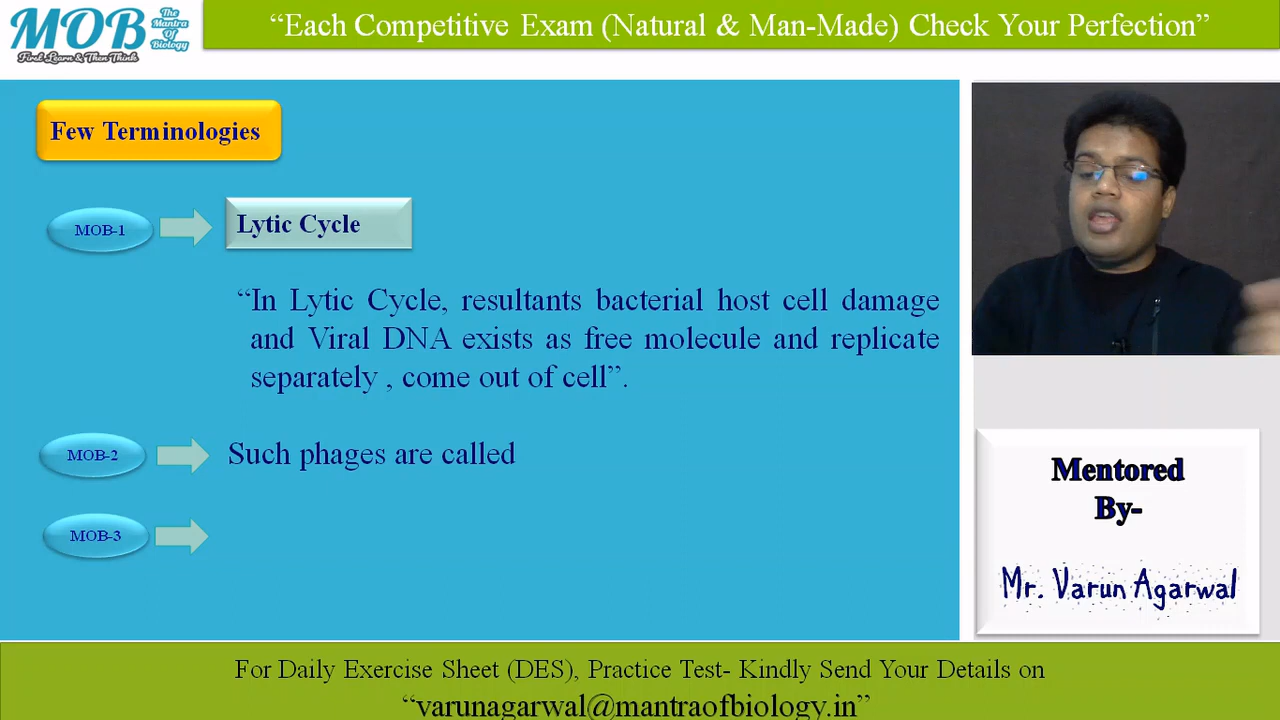 MOB The Mantra Of Biology
First Learn & Then Think
“Each Competitive Exam (Natural & Man-Made) Check Your Perfection”
Few Terminologies
MOB-1
Lytic Cycle
“In Lytic Cycle, resultants bacterial host cell damage
and Viral DNA exists as free molecule and replicate
separately , come out of cell”.
MOB-2
Such phages are called
MOB-3
Mentored
By-
Mr. Varun Agarwal
For Daily Exercise Sheet (DES), Practice Test- Kindly Send Your Details on
“varunagarwal@mantraofbiology.in”